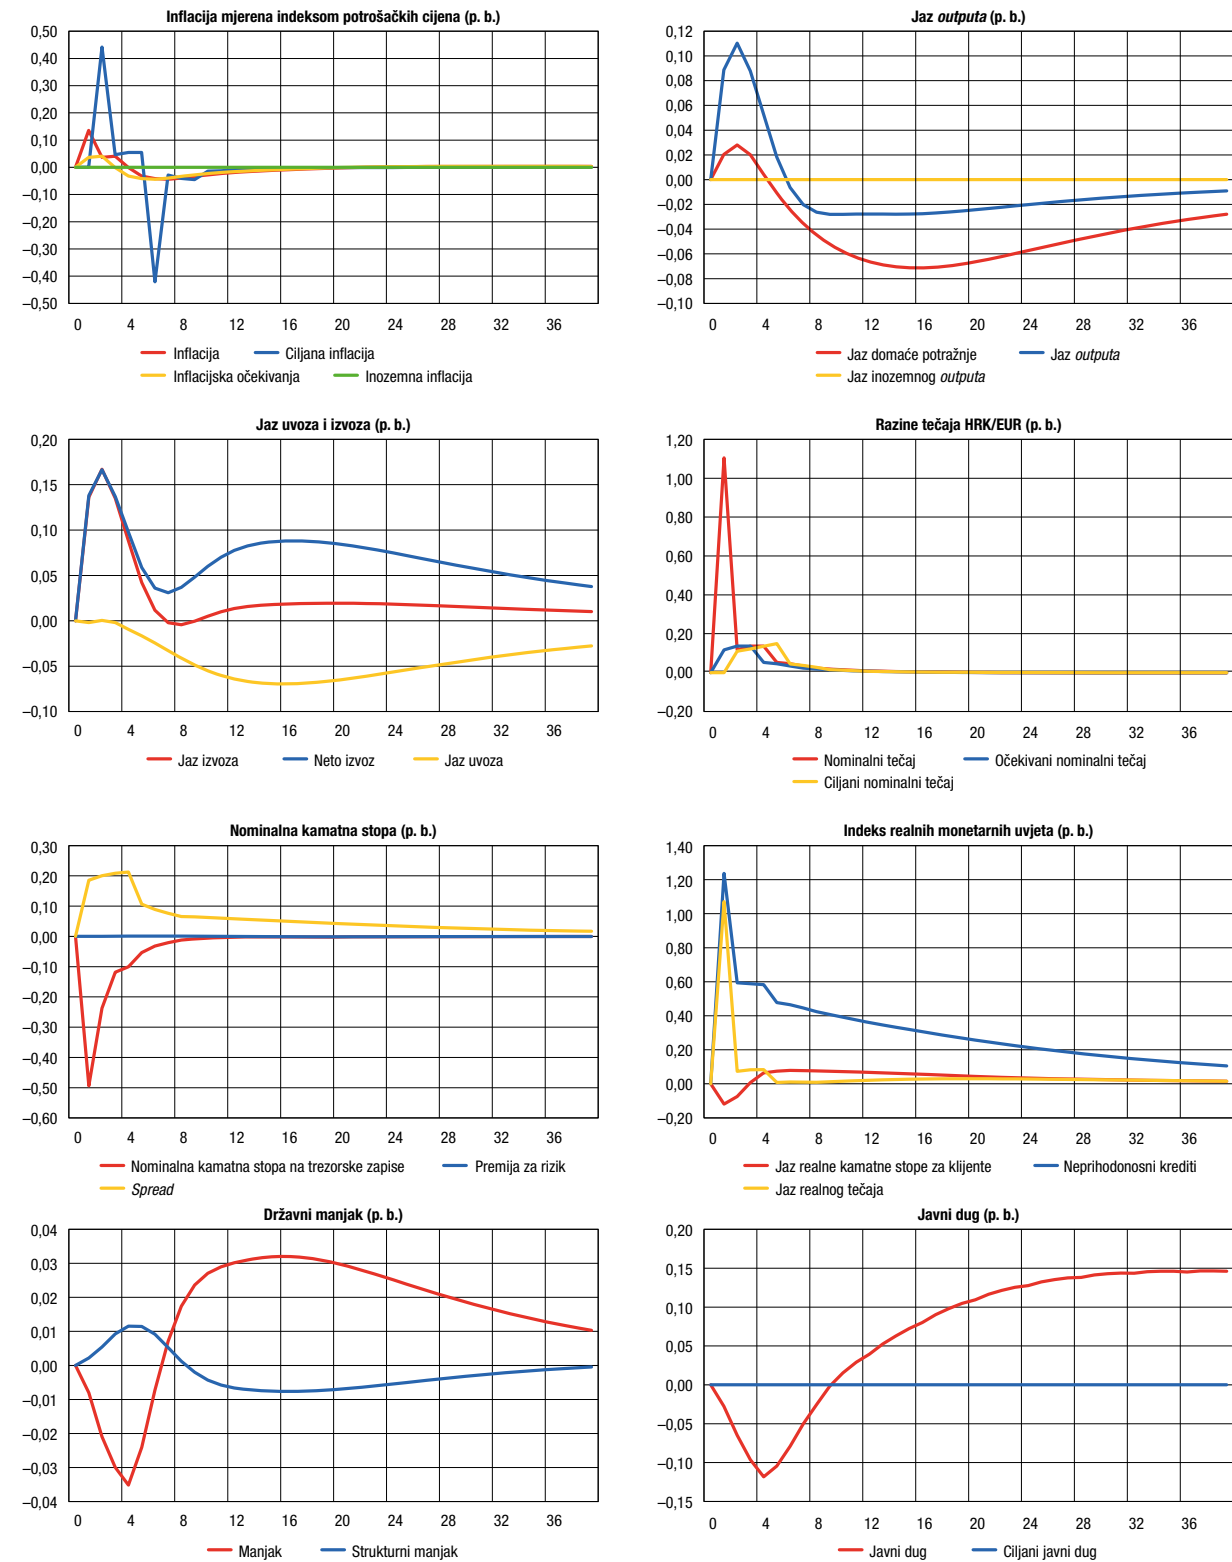 Inflacija mjerena indeksom potrošačkih cijena (p. b.)
0,50
0,40
0,30
0,20
0,10
0,00
–0,10
–0,20
–0,30
–0,40
–0,50
0 4 8 12 16 20 24 28 32 36
Inflacija Ciljana inflacija
Inflacijska očekivanja Inozemna inflacija
Jaz outputa (p. b.)
0,12
0,10
0,08
0,06
0,04
0,02
0,00
–0,02
–0,04
–0,06
–0,08
–0,10
0 4 8 12 16 20 24 28 32 36
Jaz domaće potražnje Jaz outputa
Jaz inozemnog outputa
Jaz uvoza i izvoza (p. b.)
0,20
0,15
0,10
0,05
0,00
–0,05
–0,10
0 4 8 12 16 20 24 28 32 36
Jaz izvoza Neto izvoz Jaz uvoza
Razine tečaja HRK/EUR (p. b.)
1,20
1,00
0,80
0,60
0,40
0,20
0,00
–0,20
0 4 8 12 16 20 24 28 32 36
Nominalni tečaj Očekivani nominalni tečaj
Ciljani nominalni tečaj
Nominalna kamatna stopa (p. b.)
0,30
0,20
0,10
0,00
–0,10
–0,20
–0,30
–0,40
–0,50
–0,60
0 4 8 12 16 20 24 28 32 36
Nominalna kamatna stopa na trezorske zapise Premija za rizik
Spread
Indeks realnih monetarnih uvjeta (p. b.)
1,40
1,20
1,00
0,80
0,60
0,40
0,20
0,00
–0,20
0 4 8 12 16 20 24 28 32 36
Jaz realne kamatne stope za klijente Neprihodonosni krediti
Jaz realnog tečaja
Državni manjak (p. b.)
0,04
0,03
0,02
0,01
0,00
–0,01
–0,02
–0,03
–0,04
0 4 8 12 16 20 24 28 32 36
Manjak Strukturni manjak
Javni dug (p. b.)
0,20
0,15
0,10
0,05
0,00
–0,05
–0,10
–0,15
0 4 8 12 16 20 24 28 32 36
Javni dug Ciljani javni dug